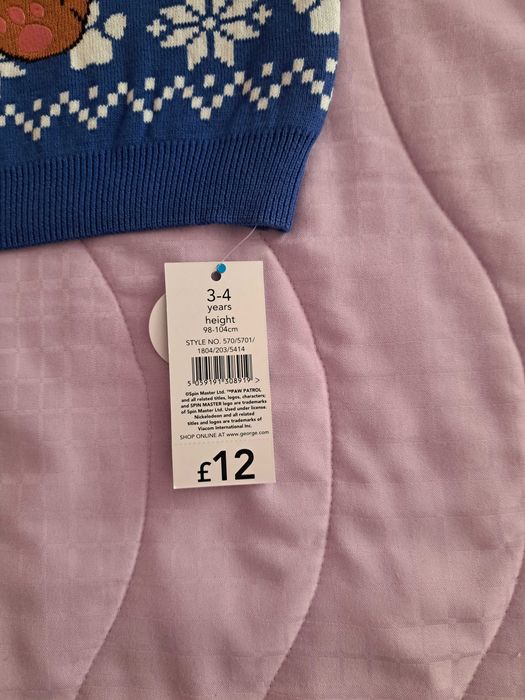 3-4
years
height
98-104cm
STYLE NO. 570/5701/
1804/203/5414
5 059191 308919 >
©Spin Master Ltd. ™PAW PATROL
and all related titles, logos, characters;
and SPIN MASTER logo are trademarks
of Spin Master Ltd. Used under license.
Nickelodeon and all related
titles and logos are trademarks of
Viacom International Inc.
SHOP ONLINE AT www.george.com
£12